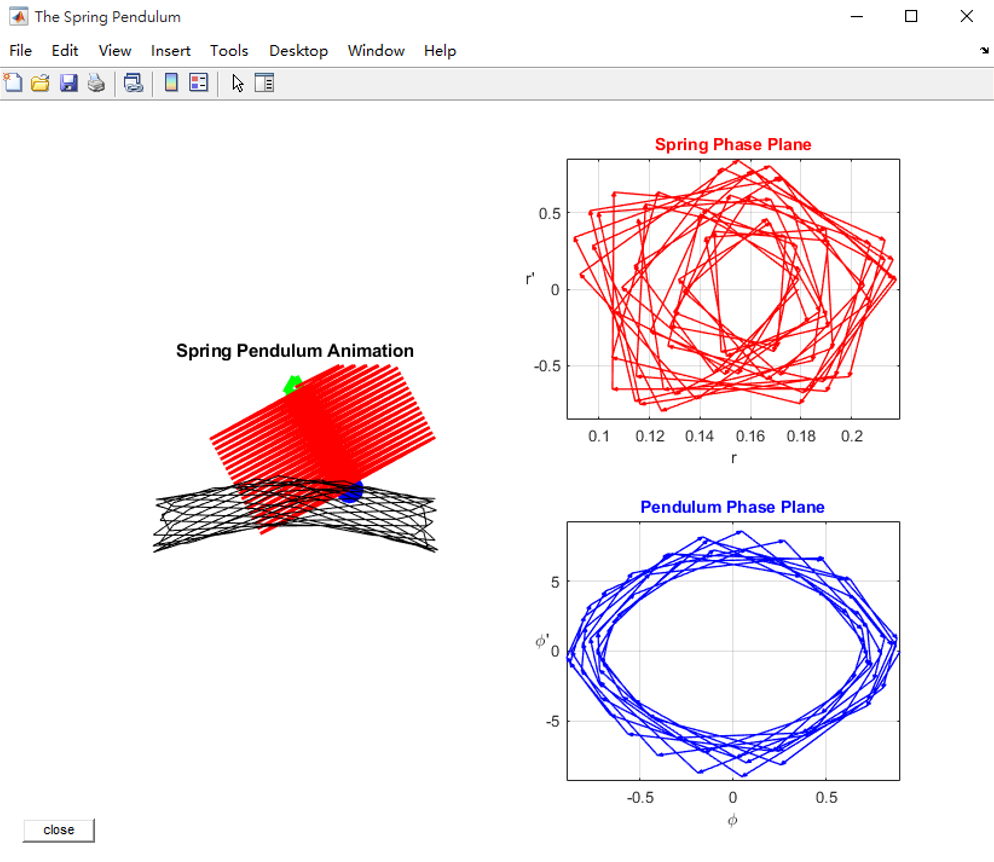 The Spring Pendulum
File Edit View Insert Tools Desktop Window Help
Spring Pendulum Animation
Spring Phase Plane
0.5
r'
0
-0.5
0.1 0.12 0.14 0.16 0.18 0.2
r
Pendulum Phase Plane
5
ϕ'
0
-5
-0.5 0 0.5
ϕ
close